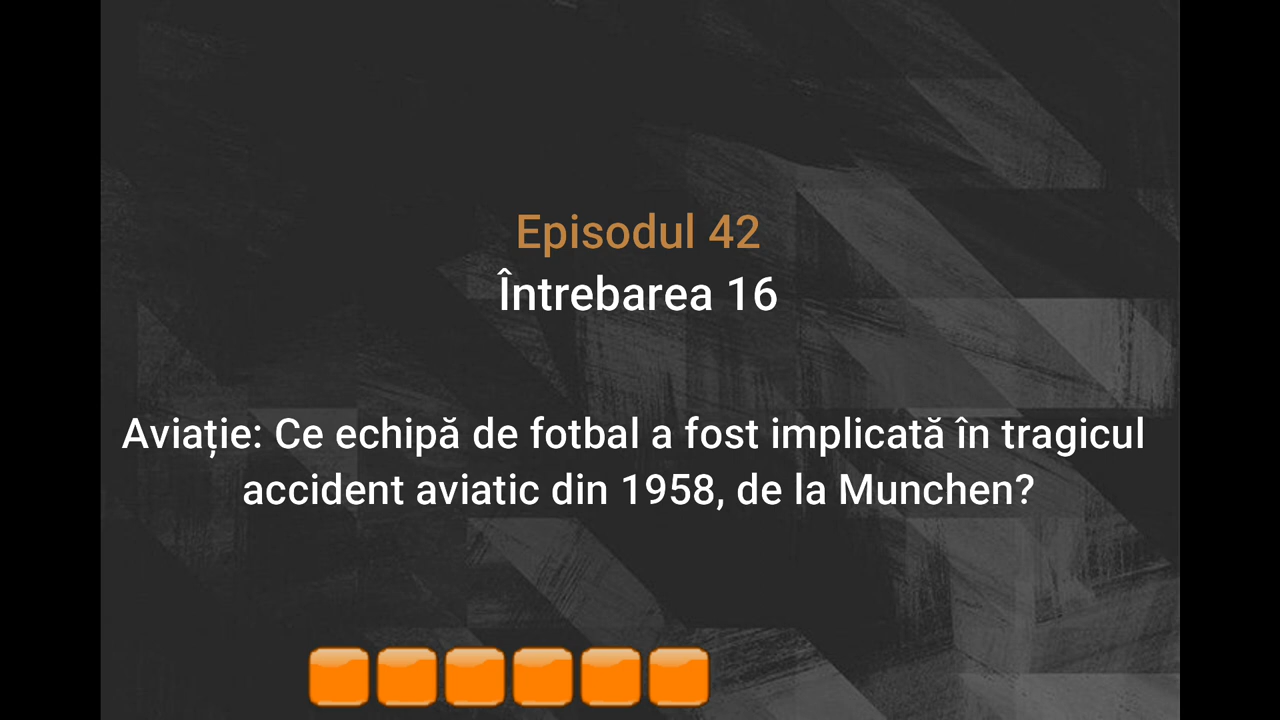 Episodul 42
Întrebarea 16
Aviație: Ce echipă de fotbal a fost implicată în tragicul
accident aviatic din 1958, de la Munchen?